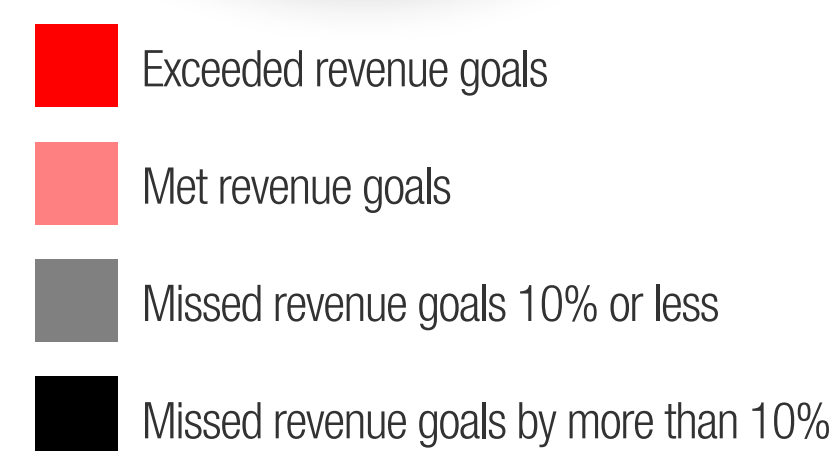 Exceeded revenue goals
Met revenue goals
Missed revenue goals 10% or less
Missed revenue goals by more than 10%